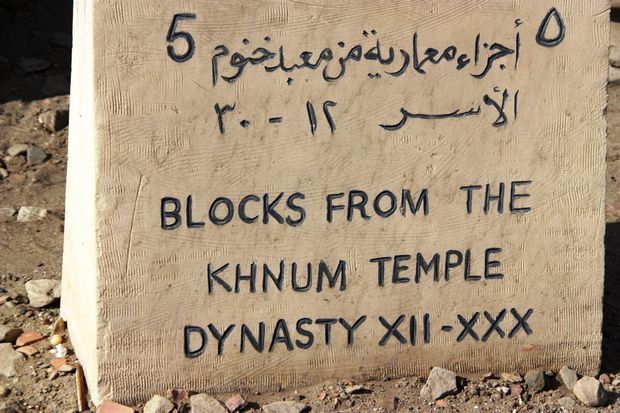 5 أجزاء معمارية من معبد خنوم ٥
الأسر ١٢ - ٣٠
BLOCKS FROM THE
KHNUM TEMPLE
DYNASTY XII-XXX